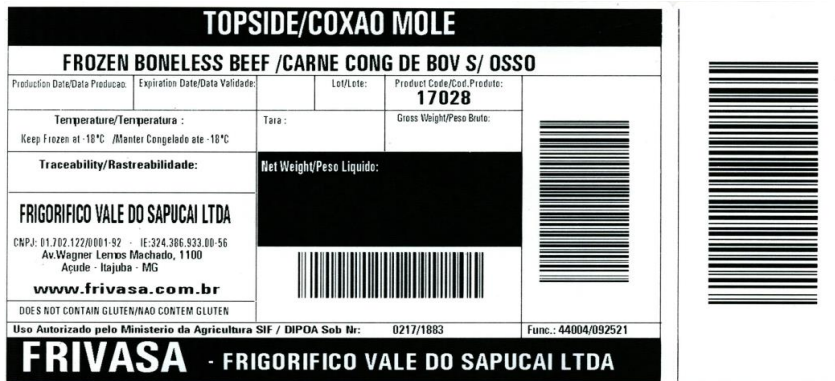 TOPSIDE/COXAO MOLE
FROZEN BONELESS BEEF /CARNE CONG DE BOV S/ OSSO
Production Date/Data Producao:
Expiration Date/Data Validade:
Lot/Lote:
Product Code/Cod.Produto:
17028
Temperature/Temperatura :
Keep Frozen at -18°C /Manter Congelado ate -18°C
Tara :
Gross Weight/Peso Bruto:
Traceability/Rastreabilidade:
Net Weight/Peso Liquido:
FRIGORIFICO VALE DO SAPUCAI LTDA
CNPJ: 01.702.122/0001-92 - IE:324.386.933.00-56
Av.Wagner Lemos Machado, 1100
Açude - Itajuba - MG
www.frivasa.com.br
DOES NOT CONTAIN GLUTEN/NAO CONTEM GLUTEN
Uso Autorizado pelo Ministerio da Agricultura SIF / DIPOA Sob Nr: 0217/1883
Func.: 44004/092521
FRIVASA - FRIGORIFICO VALE DO SAPUCAI LTDA